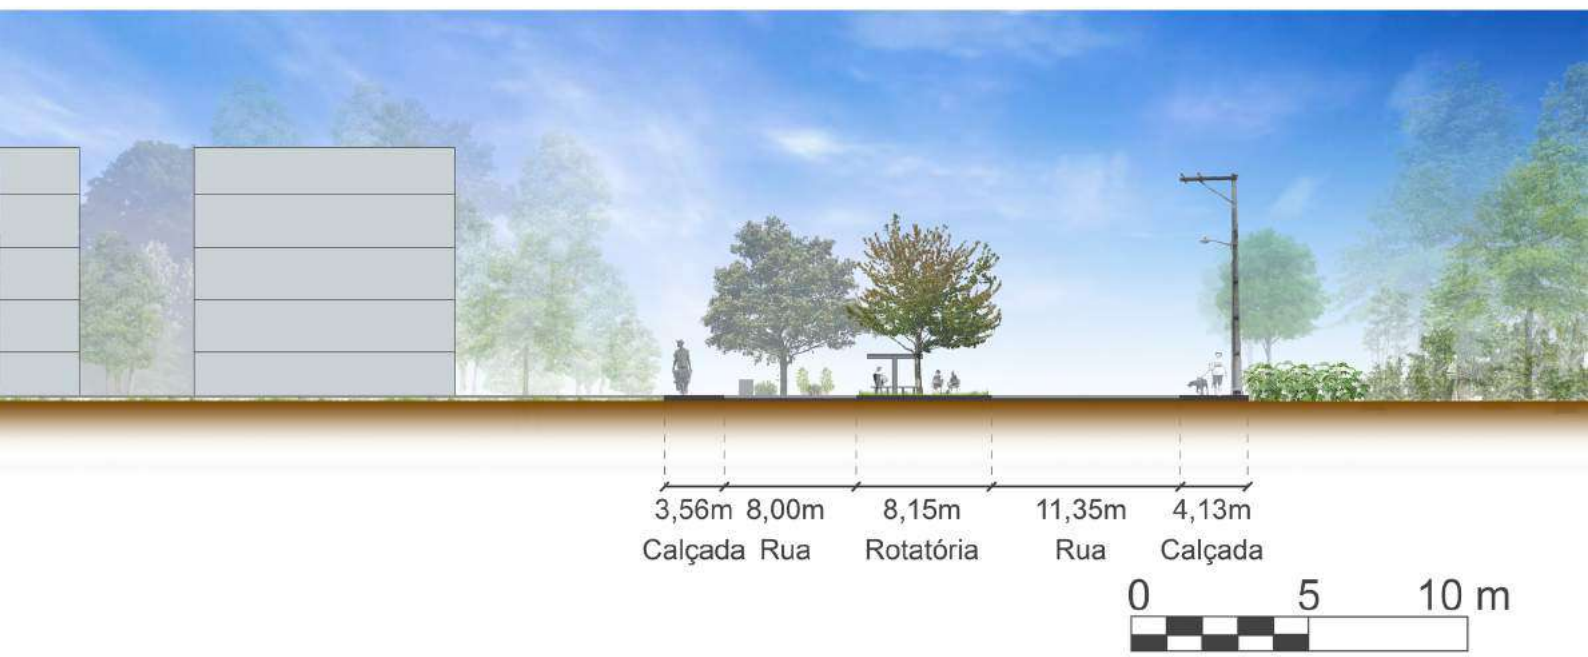 3,56m 8,00m 8,15m 11,35m 4,13m
Calçada Rua Rotatória Rua Calçada
0 5 10 m